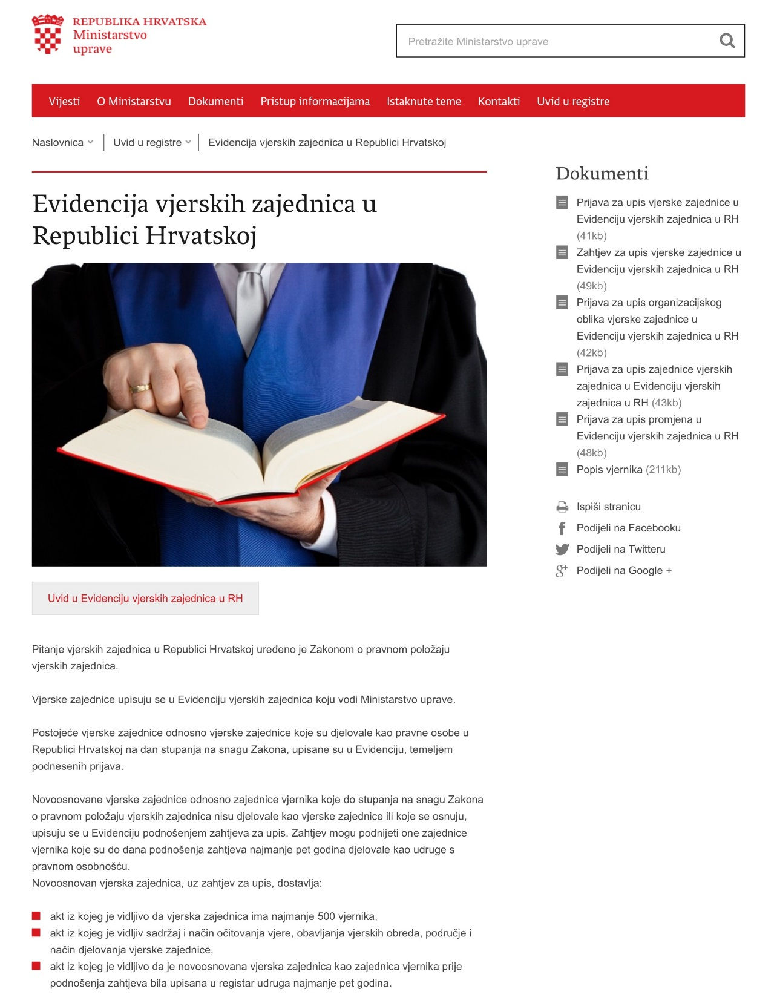 REPUBLIKA HRVATSKA
Ministarstvo
uprave
Pretražite Ministarstvo uprave
Vijesti O Ministarstvu Dokumenti Pristup informacijama Istaknute teme Kontakti Uvid u registre
Naslovnica Uvid u registre Evidencija vjerskih zajednica u Republici Hrvatskoj
Evidencija vjerskih zajednica u
Republici Hrvatskoj
Uvid u Evidenciju vjerskih zajednica u RH
Pitanje vjerskih zajednica u Republici Hrvatskoj uređeno je Zakonom o pravnom položaju
vjerskih zajednica.
Vjerske zajednice upisuju se u Evidenciju vjerskih zajednica koju vodi Ministarstvo uprave.
Postojeće vjerske zajednice odnosno vjerske zajednice koje su djelovale kao pravne osobe u
Republici Hrvatskoj na dan stupanja na snagu Zakona, upisane su u Evidenciju, temeljem
podnesenih prijava.
Novoosnovane vjerske zajednice odnosno zajednice vjernika koje do stupanja na snagu Zakona
o pravnom položaju vjerskih zajednica nisu djelovale kao vjerske zajednice ili koje se osnuju,
upisuju se u Evidenciju podnošenjem zahtjeva za upis. Zahtjev mogu podnijeti one zajednice
vjernika koje su do dana podnošenja zahtjeva najmanje pet godina djelovale kao udruge s
pravnom osobnošću.
Novoosnovan vjerska zajednica, uz zahtjev za upis, dostavlja:
akt iz kojeg je vidljivo da vjerska zajednica ima najmanje 500 vjernika,
akt iz kojeg je vidljiv sadržaj i način očitovanja vjere, obavljanja vjerskih obreda, područje i
način djelovanja vjerske zajednice,
akt iz kojeg je vidljivo da je novoosnovana vjerska zajednica kao zajednica vjernika prije
podnošenja zahtjeva bila upisana u registar udruga najmanje pet godina.
Dokumenti
Prijava za upis vjerske zajednice u
Evidenciju vjerskih zajednica u RH
(41kb)
Zahtjev za upis vjerske zajednice u
Evidenciju vjerskih zajednica u RH
(49kb)
Prijava za upis organizacijskog
oblika vjerske zajednice u
Evidenciju vjerskih zajednica u RH
(42kb)
Prijava za upis zajednice vjerskih
zajednica u Evidenciju vjerskih
zajednica u RH (43kb)
Prijava za upis promjena u
Evidenciju vjerskih zajednica u RH
(48kb)
Popis vjernika (211kb)
Ispiši stranicu
Podijeli na Facebooku
Podijeli na Twitteru
Podijeli na Google +